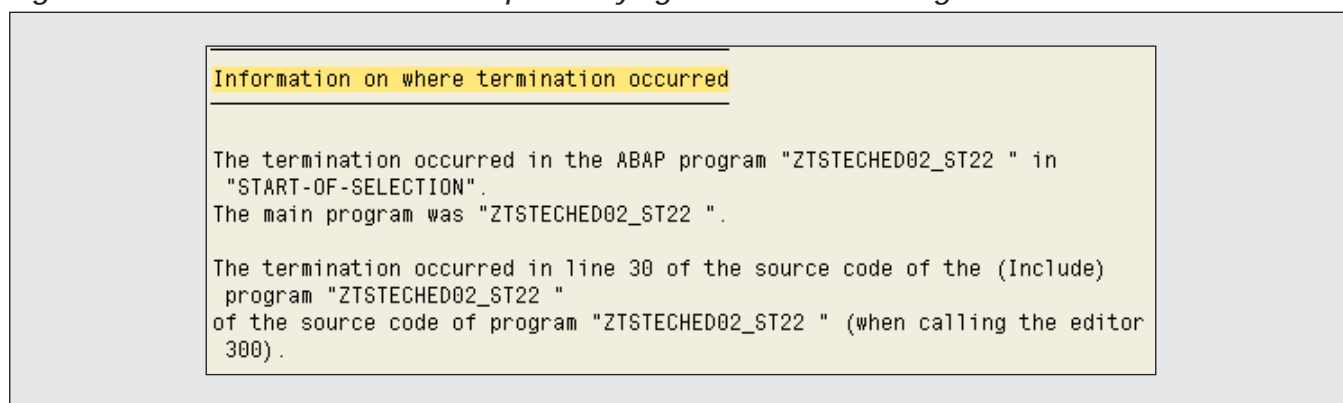 Information on where termination occurred
The termination occurred in the ABAP program "ZTSTECHED02_ST22 " in
"START-OF-SELECTION".
The main program was "ZTSTECHED02_ST22 ".
The termination occurred in line 30 of the source code of the (Include)
program "ZTSTECHED02_ST22 "
of the source code of program "ZTSTECHED02_ST22 " (when calling the editor
300).